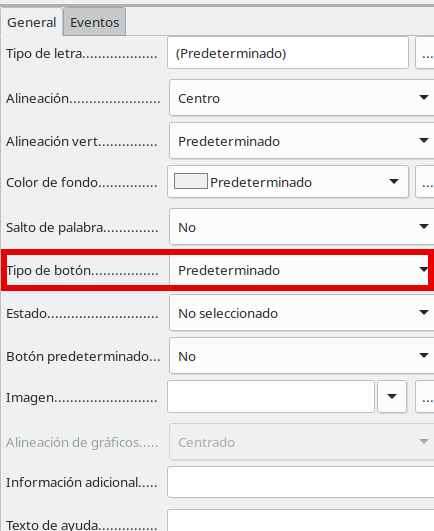 General Eventos
Tipo de letra................... (Predeterminado) ...
Alineación....................... Centro
Alineación vert............... Predeterminado
Color de fondo............... Predeterminado ...
Salto de palabra.............. No
Tipo de botón................. Predeterminado
Estado............................ No seleccionado
Botón predeterminado... No
Imagen.......................... ...
Alineación de gráficos..... Centrado
Información adicional.....
Texto de ayuda...............